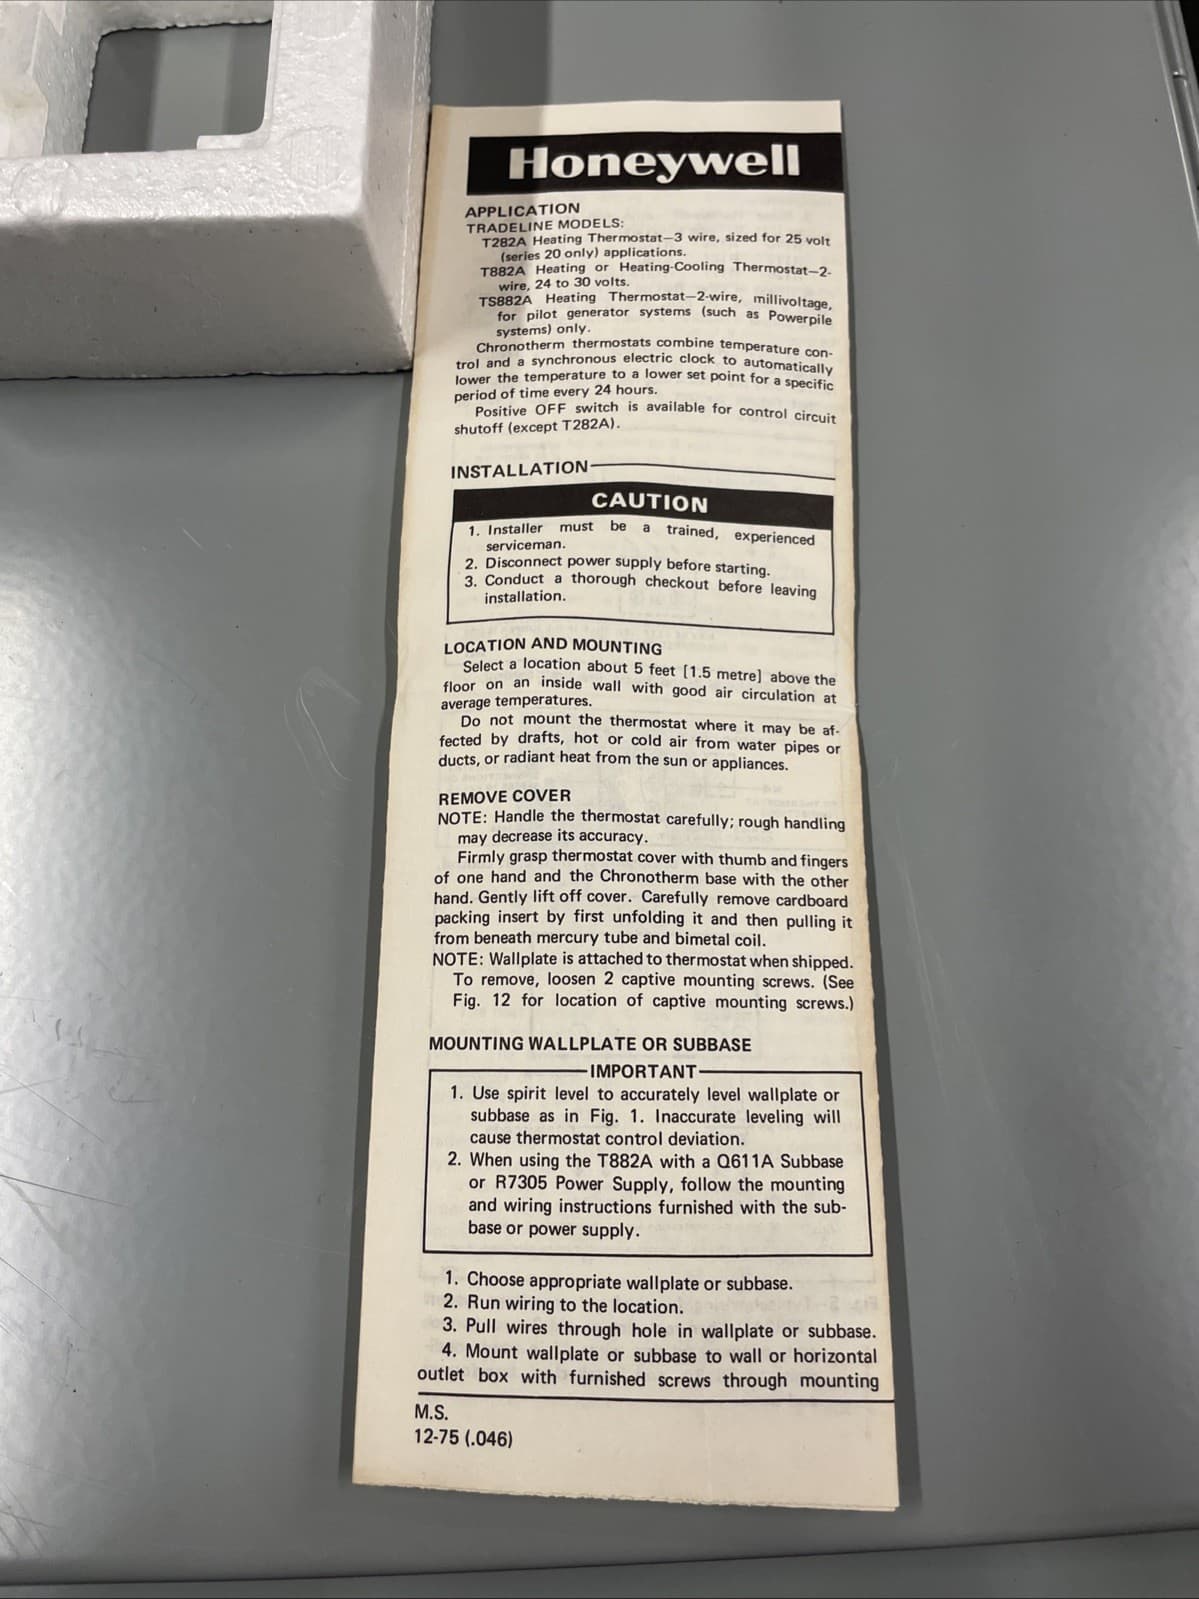 Honeywell
APPLICATION
TRADELINE MODELS:
T282A Heating Thermostat—3 wire, sized for 25 volt
(series 20 only) applications.
T882A Heating or Heating-Cooling Thermostat—2-
wire, 24 to 30 volts.
TS882A Heating Thermostat—2-wire, millivoltage,
for pilot generator systems (such as Powerpile
systems) only.
Chronotherm thermostats combine temperature con-
trol and a synchronous electric clock to automatically
lower the temperature to a lower set point for a specific
period of time every 24 hours.
Positive OFF switch is available for control circuit
shutoff (except T282A).
INSTALLATION
CAUTION
1. Installer must be a trained, experienced
serviceman.
2. Disconnect power supply before starting.
3. Conduct a thorough checkout before leaving
installation.
LOCATION AND MOUNTING
Select a location about 5 feet [1.5 metre] above the
floor on an inside wall with good air circulation at
average temperatures.
Do not mount the thermostat where it may be af-
fected by drafts, hot or cold air from water pipes or
ducts, or radiant heat from the sun or appliances.
REMOVE COVER
NOTE: Handle the thermostat carefully; rough handling
may decrease its accuracy.
Firmly grasp thermostat cover with thumb and fingers
of one hand and the Chronotherm base with the other
hand. Gently lift off cover. Carefully remove cardboard
packing insert by first unfolding it and then pulling it
from beneath mercury tube and bimetal coil.
NOTE: Wallplate is attached to thermostat when shipped.
To remove, loosen 2 captive mounting screws. (See
Fig. 12 for location of captive mounting screws.)
MOUNTING WALLPLATE OR SUBBASE
IMPORTANT
1. Use spirit level to accurately level wallplate or
subbase as in Fig. 1. Inaccurate leveling will
cause thermostat control deviation.
2. When using the T882A with a Q611A Subbase
or R7305 Power Supply, follow the mounting
and wiring instructions furnished with the sub-
base or power supply.
1. Choose appropriate wallplate or subbase.
2. Run wiring to the location.
3. Pull wires through hole in wallplate or subbase.
4. Mount wallplate or subbase to wall or horizontal
outlet box with furnished screws through mounting
M.S.
12-75 (.046)